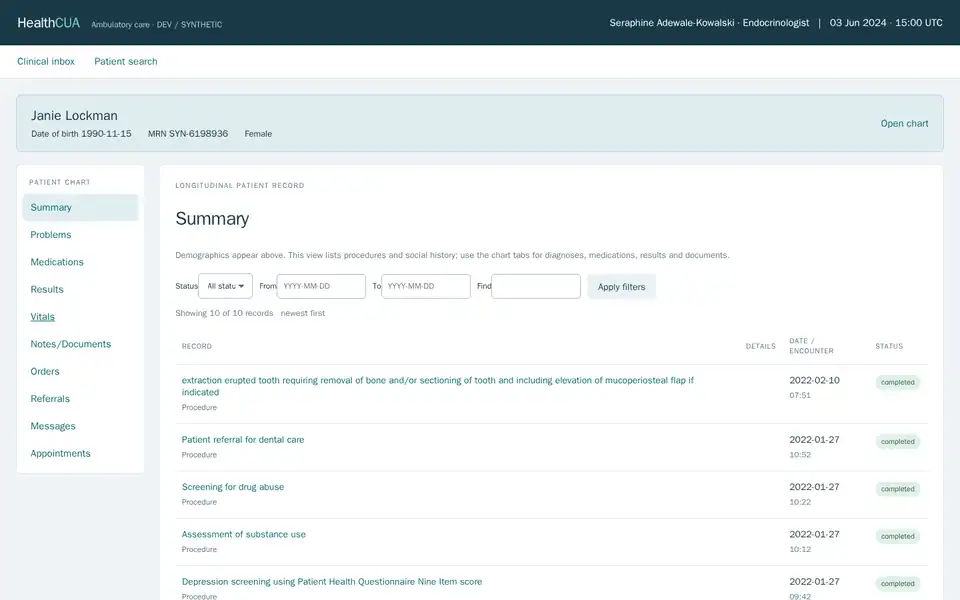 HealthCUA Ambulatory care · DEV / SYNTHETIC
Seraphine Adewale-Kowalski · Endocrinologist | 03 Jun 2024 · 15:00 UTC
Clinical inbox Patient search
Janie Lockman
Date of birth 1990-11-15 MRN SYN-6198936 Female
Open chart
PATIENT CHART
Summary
Problems
Medications
Results
Vitals
Notes/Documents
Orders
Referrals
Messages
Appointments
LONGITUDINAL PATIENT RECORD
Summary
Demographics appear above. This view lists procedures and social history; use the chart tabs for diagnoses, medications, results and documents.
Status All statu From YYYY-MM-DD To YYYY-MM-DD Find Apply filters
Showing 10 of 10 records newest first
RECORD DETAILS DATE / ENCOUNTER STATUS
extraction erupted tooth requiring removal of bone and/or sectioning of tooth and including elevation of mucoperiosteal flap if
indicated
Procedure
2022-02-10
07:51
completed
Patient referral for dental care
Procedure
2022-01-27
10:52
completed
Screening for drug abuse
Procedure
2022-01-27
10:22
completed
Assessment of substance use
Procedure
2022-01-27
10:12
completed
Depression screening using Patient Health Questionnaire Nine Item score
Procedure
2022-01-27
09:42
completed